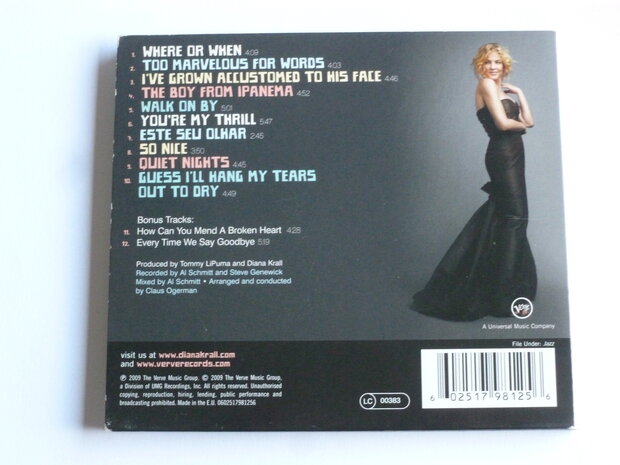 1. WHERE OR WHEN 4:09
2. TOO MARVELOUS FOR WORDS 4:03
3. I'VE GROWN ACCUSTOMED TO HIS FACE 4:46
4. THE BOY FROM IPANEMA 4:52
5. WALK ON BY 5:01
6. YOU'RE MY THRILL 5:47
7. ESTE SEU OLHAR 2:45
8. SO NICE 3:50
9. QUIET NIGHTS 4:45
10. GUESS I'LL HANG MY TEARS
OUT TO DRY 4:49
Bonus Tracks:
11. How Can You Mend A Broken Heart 4:28
12. Every Time We Say Goodbye 5:19
Produced by Tommy LiPuma and Diana Krall
Recorded by Al Schmitt and Steve Genewick
Mixed by Al Schmitt • Arranged and conducted
by Claus Ogerman
Verve
A Universal Music Company
File Under: Jazz
visit us at www.dianakrall.com
and www.ververecords.com
℗ 2009 The Verve Music Group. © 2009 The Verve Music Group,
a Division of UMG Recordings, Inc. All rights reserved. Unauthorised
copying, reproduction, hiring, lending, public performance and
broadcasting prohibited. Made in the E.U. 0602517981256
LC 00383
6 02517 98125 6